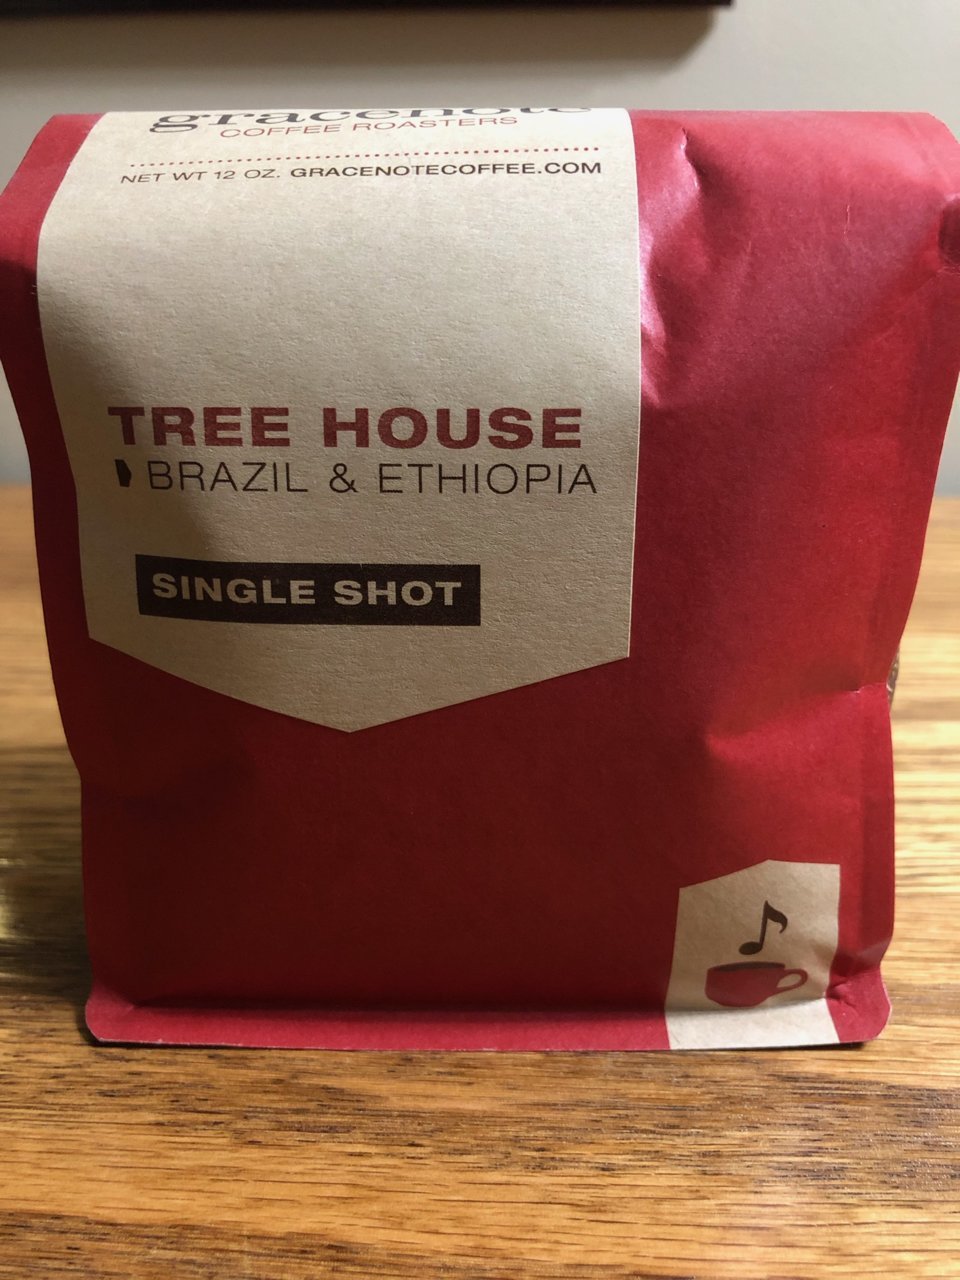 gracenote
COFFEE ROASTERS
NET WT 12 OZ. GRACENOTECOFFEE.COM
TREE HOUSE
BRAZIL & ETHIOPIA
SINGLE SHOT